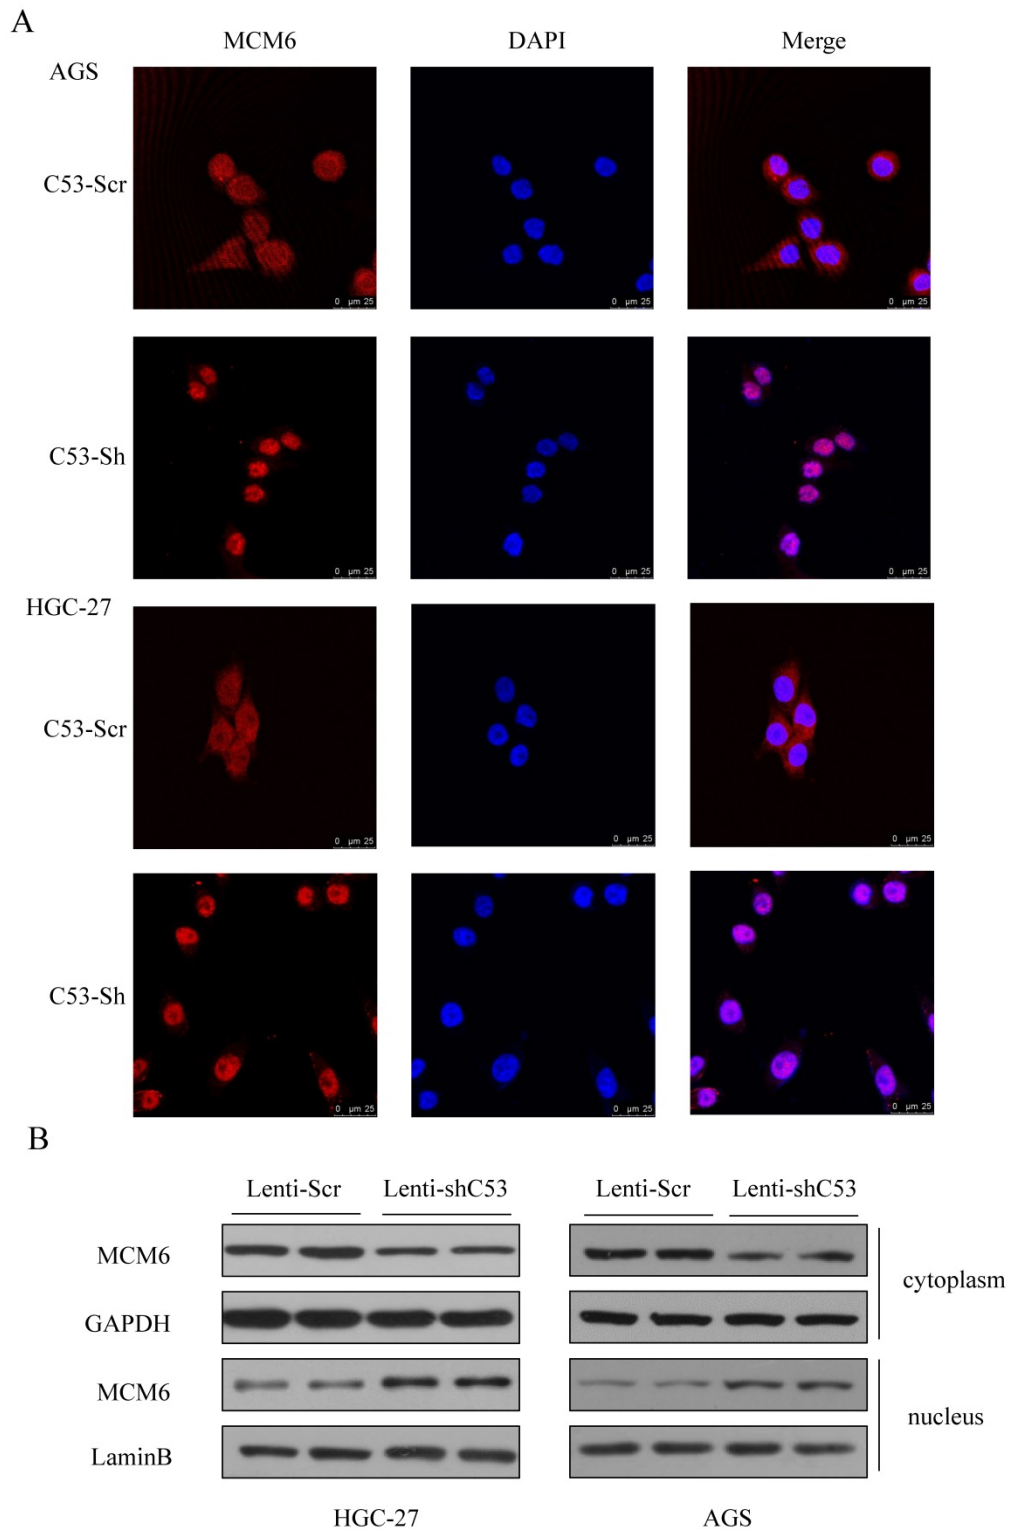 A
MCM6 DAPI Merge
AGS
C53-Scr
0 µm 25 0 µm 25 0 µm 25
C53-Sh
0 µm 25 0 µm 25 0 µm 25
HGC-27
C53-Scr
0 µm 25 0 µm 25 0 µm 25
C53-Sh
0 µm 25 0 µm 25 0 µm 25
B
Lenti-Scr Lenti-shC53 Lenti-Scr Lenti-shC53
MCM6
cytoplasm
GAPDH
MCM6
nucleus
LaminB
HGC-27 AGS